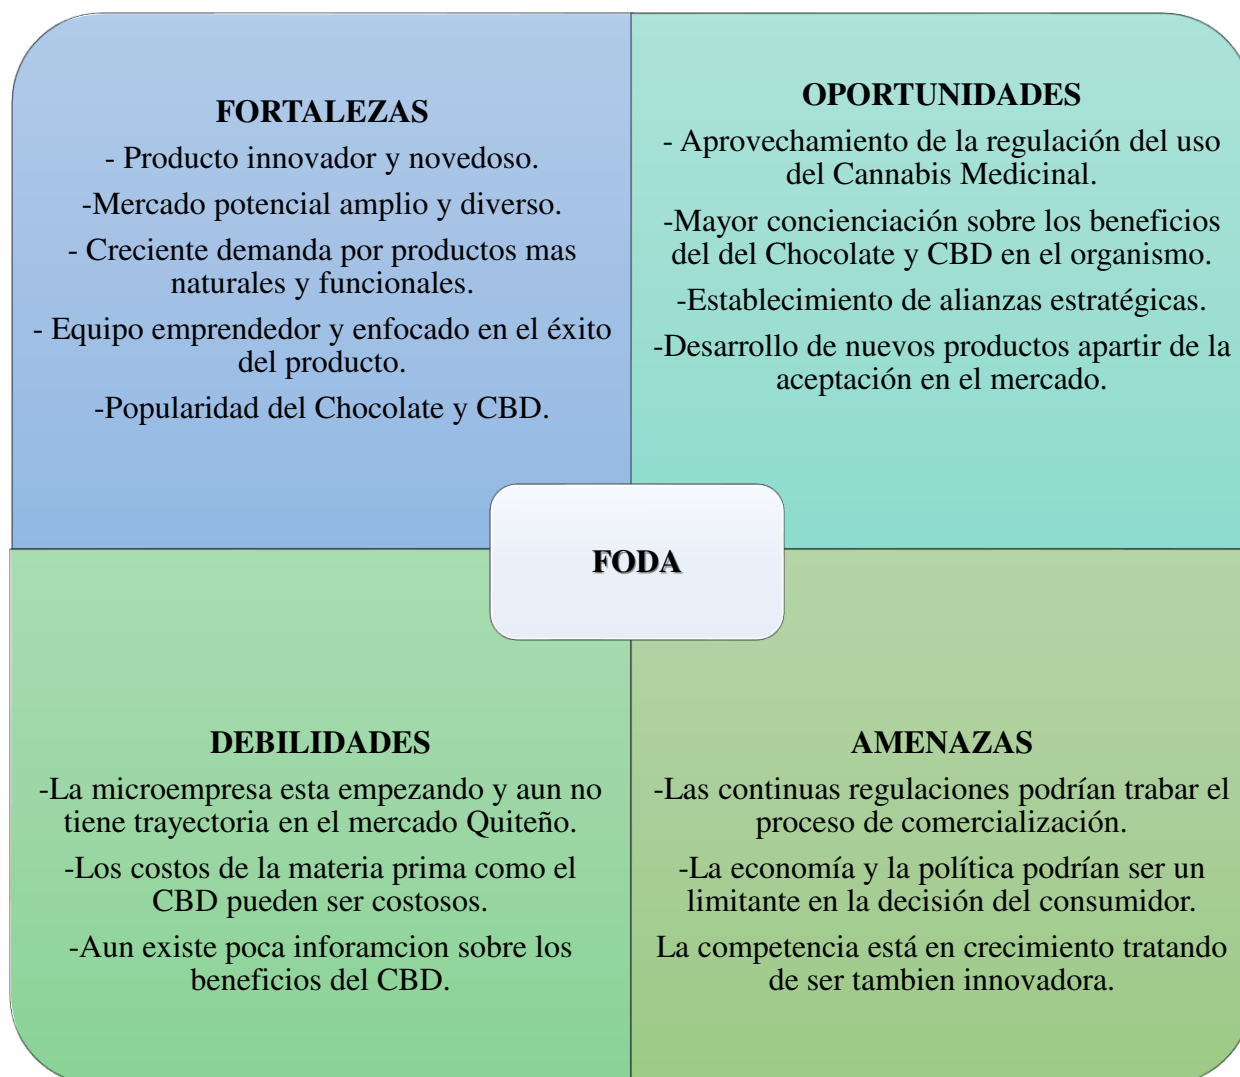 FORTALEZAS
- Producto innovador y novedoso.
-Mercado potencial amplio y diverso.
- Creciente demanda por productos mas
naturales y funcionales.
- Equipo emprendedor y enfocado en el éxito
del producto.
-Popularidad del Chocolate y CBD.
OPORTUNIDADES
- Aprovechamiento de la regulación del uso
del Cannabis Medicinal.
-Mayor concienciación sobre los beneficios
del del Chocolate y CBD en el organismo.
-Establecimiento de alianzas estratégicas.
-Desarrollo de nuevos productos apartir de la
aceptación en el mercado.
FODA
DEBILIDADES
-La microempresa esta empezando y aun no
tiene trayectoria en el mercado Quiteño.
-Los costos de la materia prima como el
CBD pueden ser costosos.
-Aun existe poca inforamcion sobre los
beneficios del CBD.
AMENAZAS
-Las continuas regulaciones podrían trabar el
proceso de comercialización.
-La economía y la política podrían ser un
limitante en la decisión del consumidor.
La competencia está en crecimiento tratando
de ser tambien innovadora.